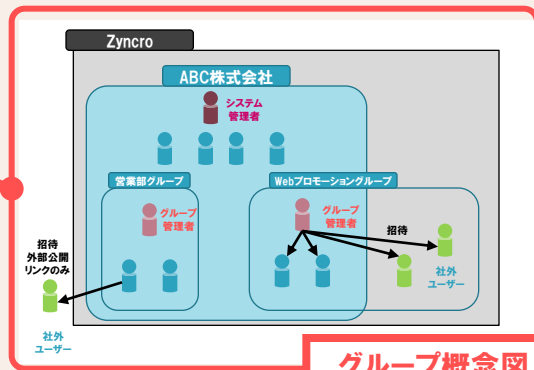 Zyncro
ABC株式会社
システム
管理者
営業部グループ
Webプロモーショングループ
グループ
管理者
グループ
管理者
招待
招待
外部公開
リンクのみ
社外
ユーザー
社外
ユーザー
グループ概念図